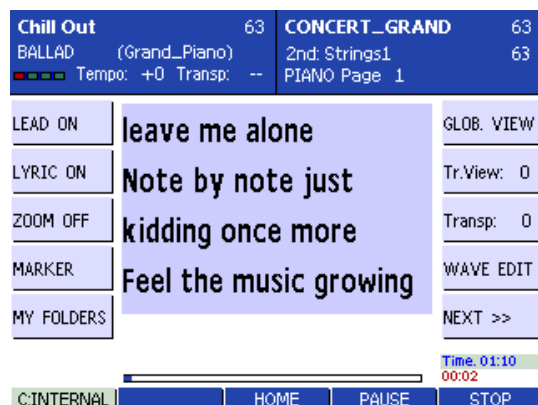 Chill Out 63
BALLAD (Grand_Piano)
Tempo: +0 Transp: --
CONCERT_GRAND 63
2nd: Strings1 63
PIANO Page 1
LEAD ON
LYRIC ON
ZOOM OFF
MARKER
MY FOLDERS
leave me alone
Note by note just
kidding once more
Feel the music growing
GLOB. VIEW
Tr.View: 0
Transp: 0
WAVE EDIT
NEXT >>
Time. 01:10
00:02
C:INTERNAL HOME PAUSE STOP